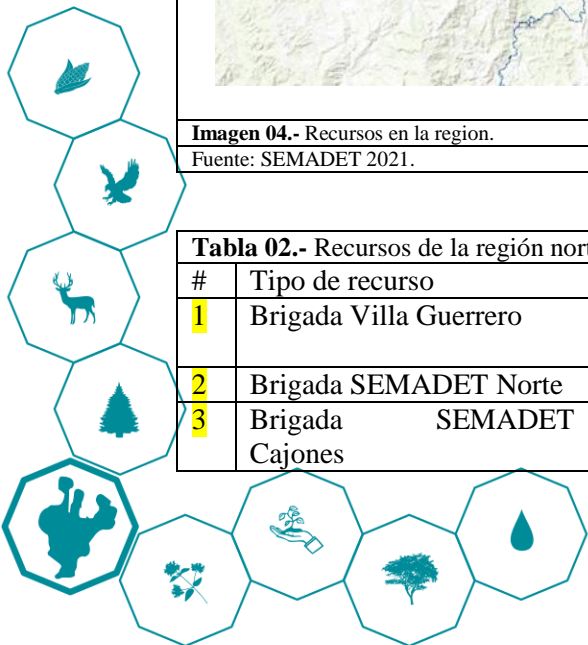 Imagen 04.- Recursos en la region.
Fuente: SEMADET 2021.
Tabla 02.- Recursos de la región
# Tipo de recurso
1 Brigada Villa Guerrero
2 Brigada SEMADET Norte
3 Brigada SEMADET
Cajones